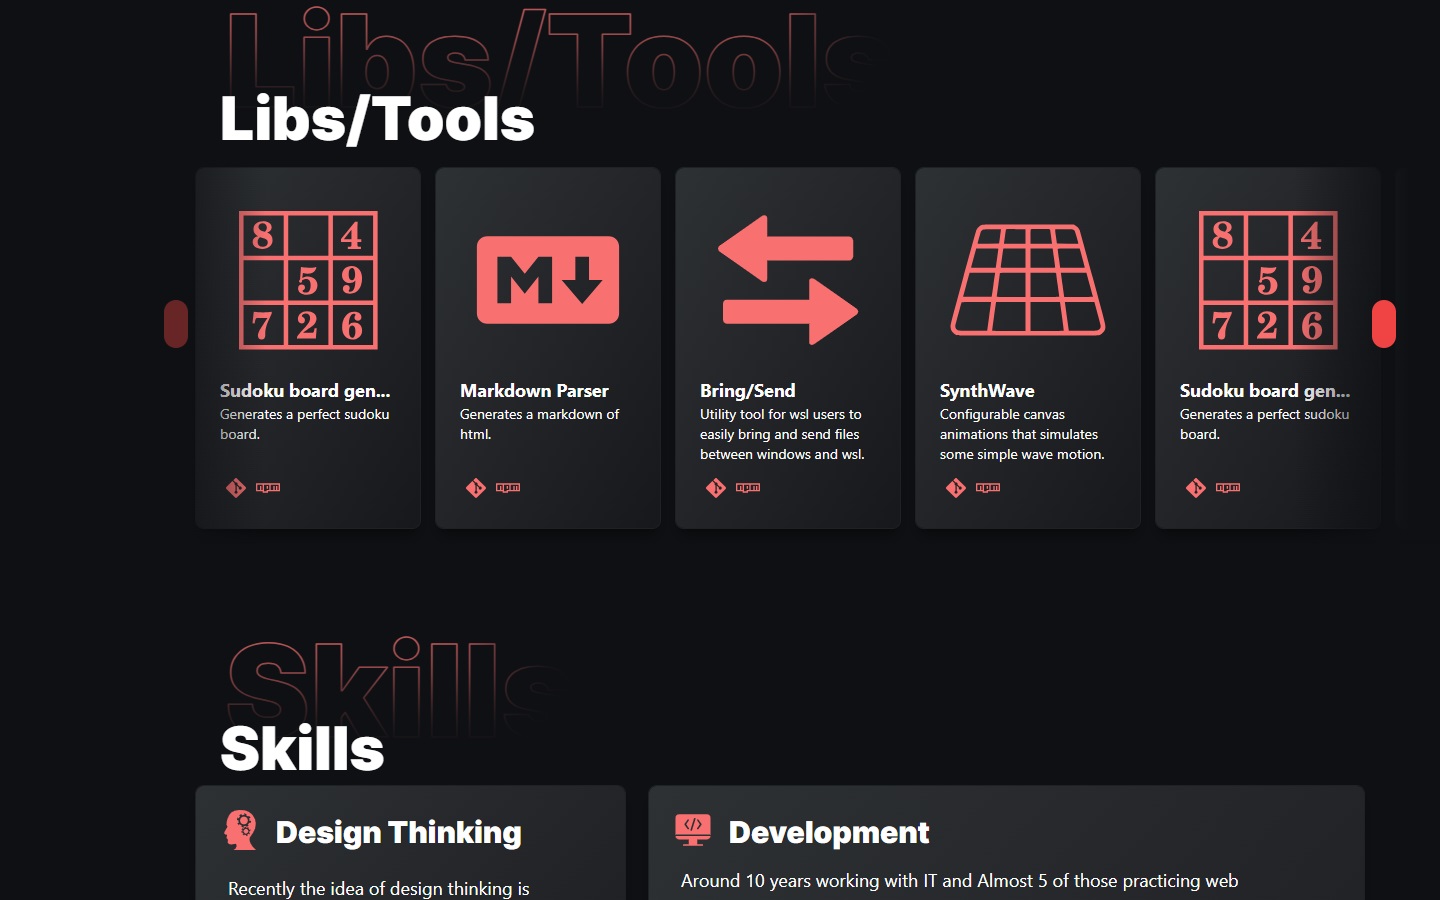 Libs/Tools
Libs/Tools
8 4
5 9
7 2 6
Sudoku board gen...
Generates a perfect sudoku
board.
npm
M
Markdown Parser
Generates a markdown of
html.
npm
Bring/Send
Utility tool for wsl users to
easily bring and send files
between windows and wsl.
npm
SynthWave
Configurable canvas
animations that simulates
some simple wave motion.
npm
8 4
5 9
7 2 6
Sudoku board gen...
Generates a perfect sudoku
board.
npm
Skills
Skills
Design Thinking
Recently the idea of design thinking is
</>
Development
Around 10 years working with IT and Almost 5 of those practicing web